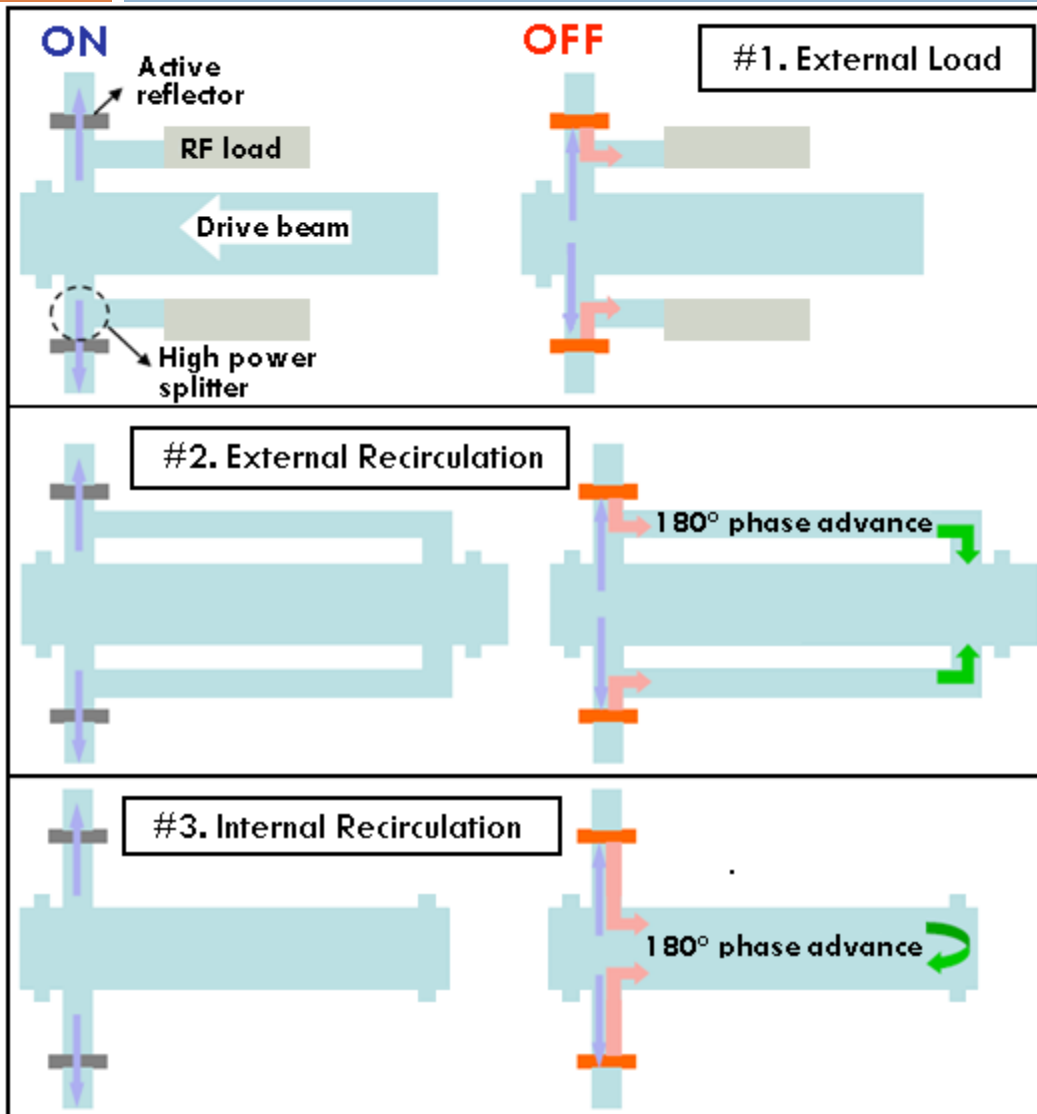 ON
OFF
#1. External Load
Active
reflector
RF load
Drive beam
High power
splitter
#2. External Recirculation
180° phase advance
#3. Internal Recirculation
180° phase advance